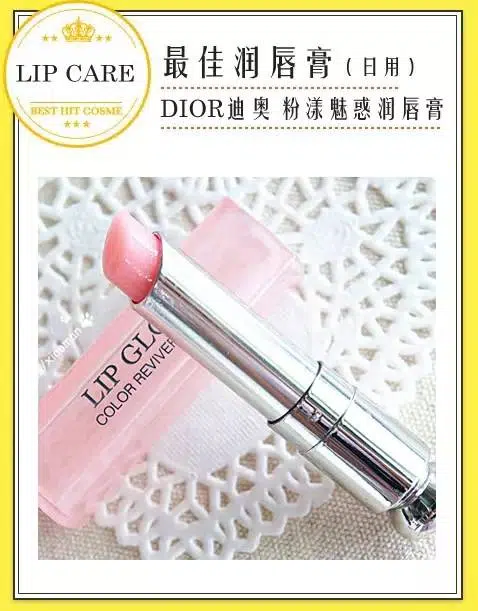 LIP CARE
BEST HIT COSME
最佳润唇膏（日用）
DIOR迪奥 粉漾魅惑润唇膏
LIP GLO
COLOR REVIVER